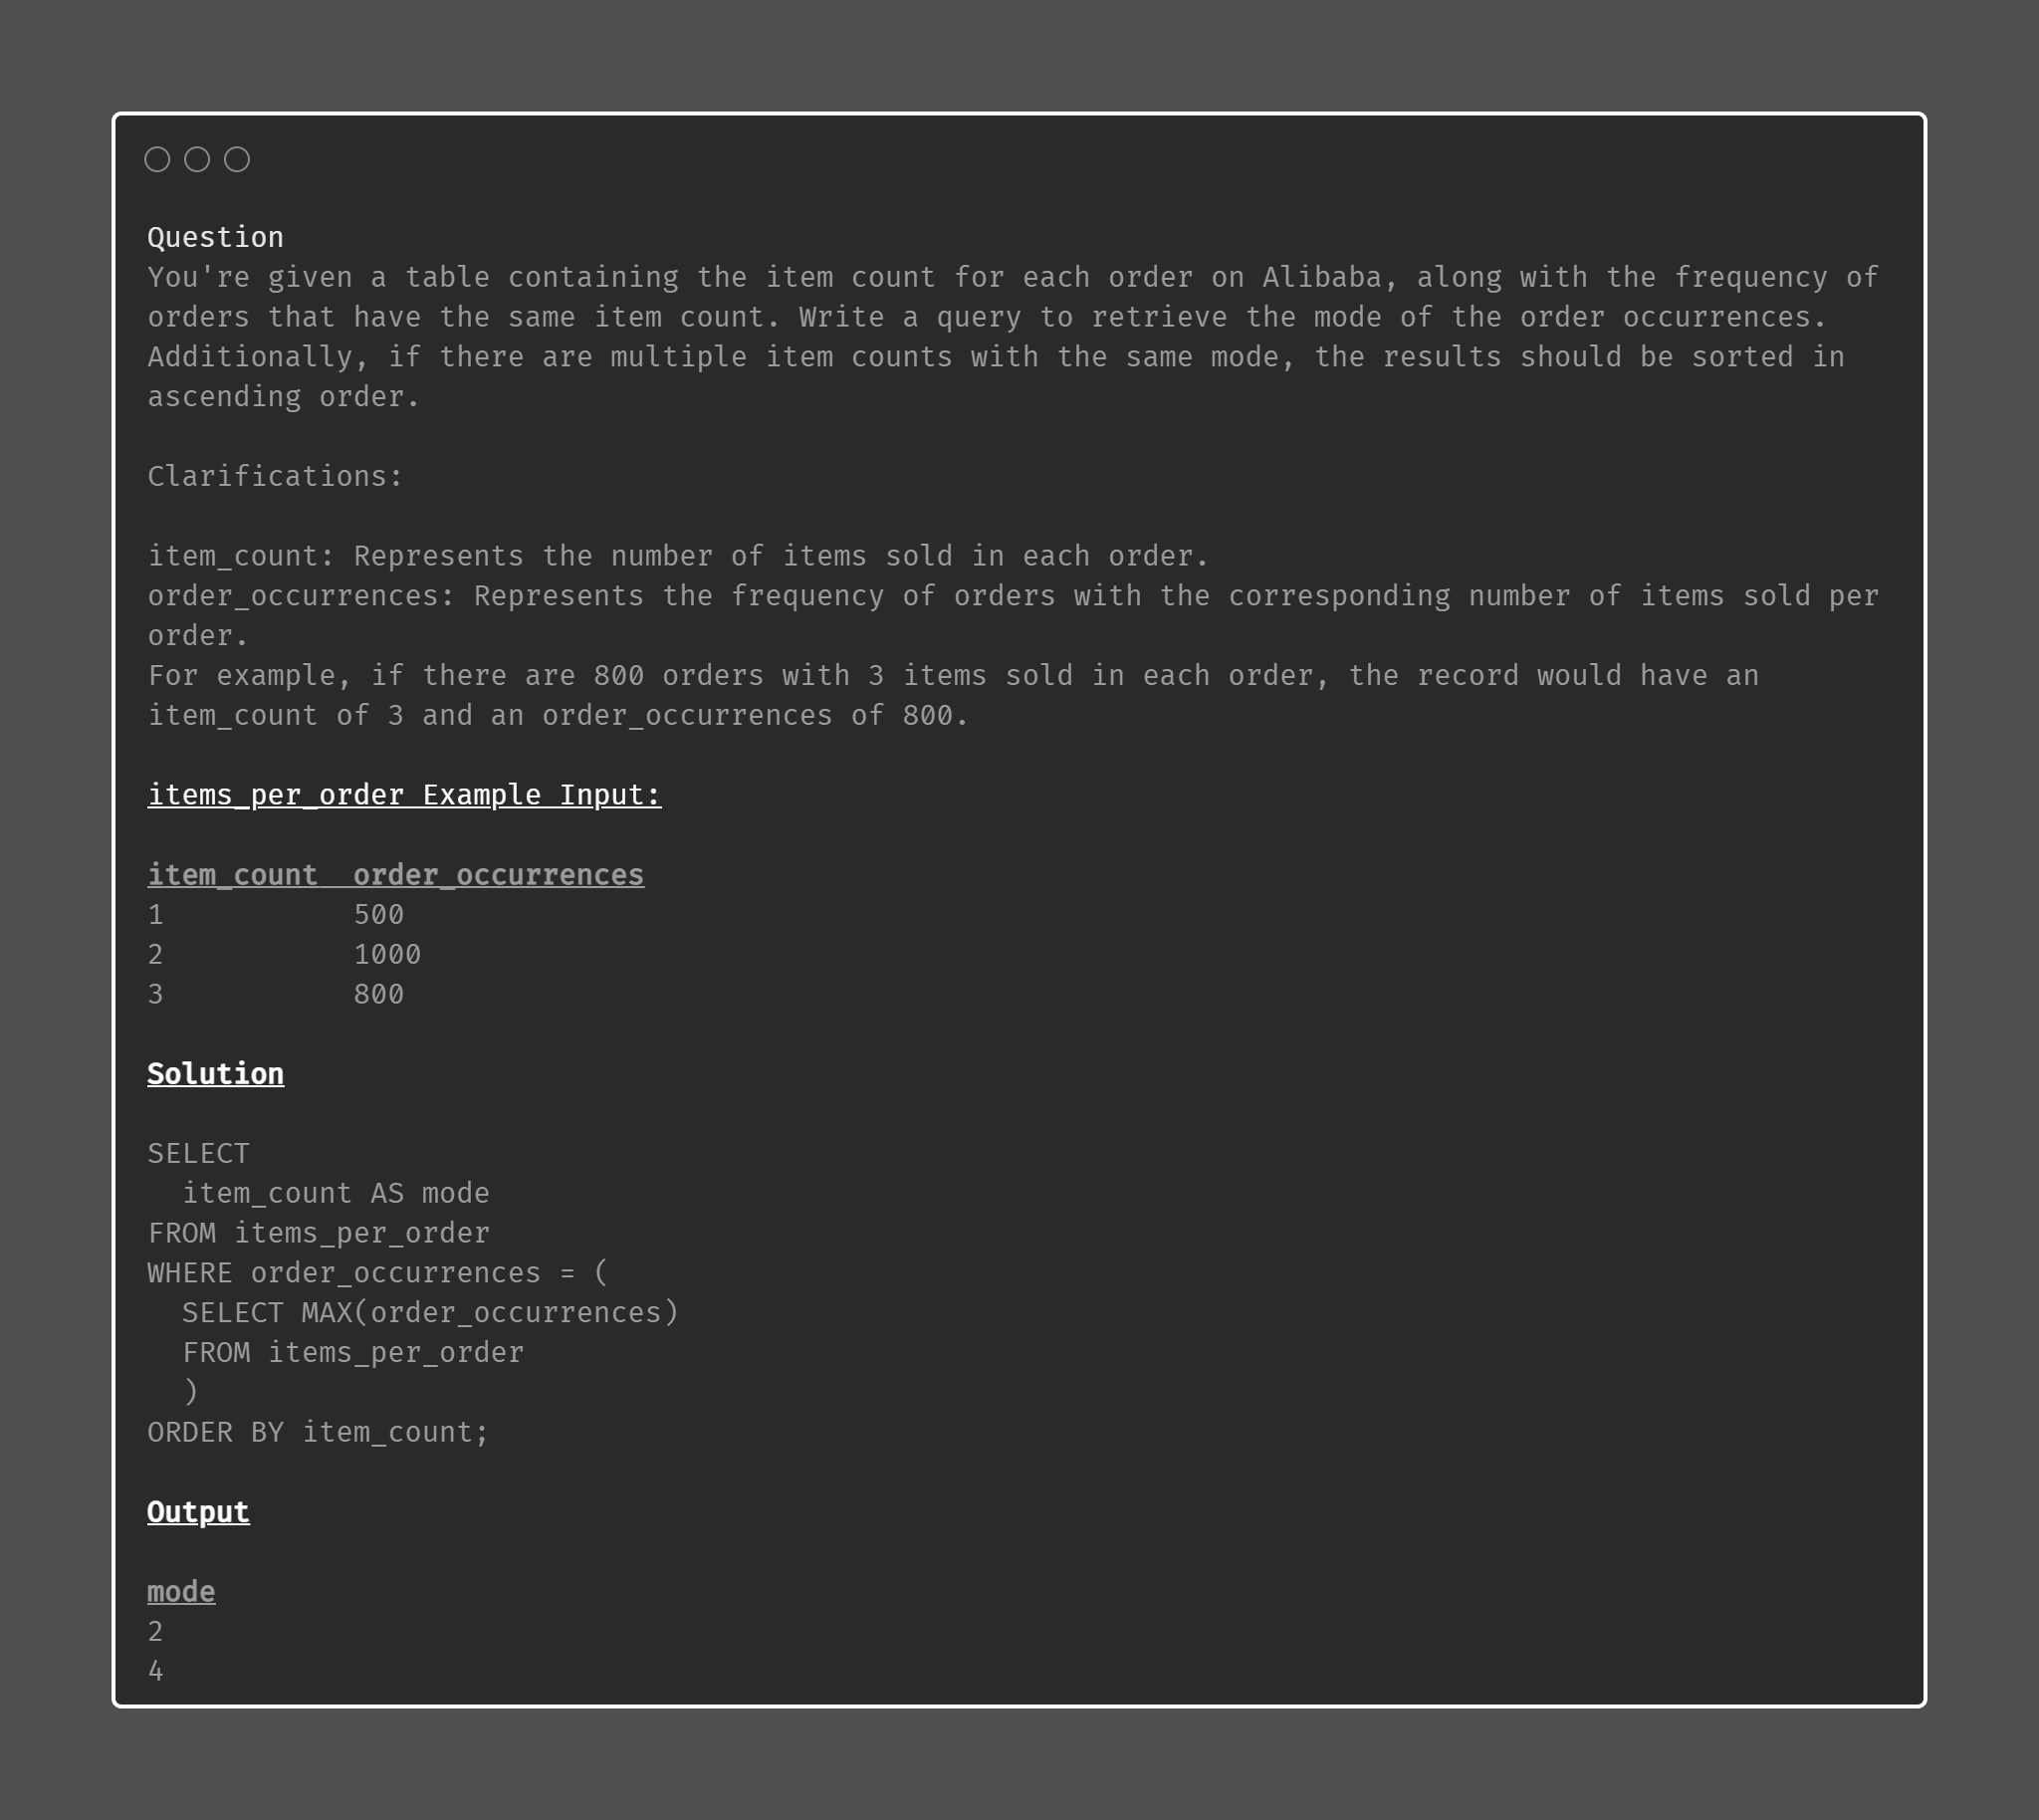 Question
You're given a table containing the item count for each order on Alibaba, along with the frequency of
orders that have the same item count. Write a query to retrieve the mode of the order occurrences.
Additionally, if there are multiple item counts with the same mode, the results should be sorted in
ascending order.
Clarifications:
item_count: Represents the number of items sold in each order.
order_occurrences: Represents the frequency of orders with the corresponding number of items sold per
order.
For example, if there are 800 orders with 3 items sold in each order, the record would have an
item_count of 3 and an order_occurrences of 800.
items_per_order Example Input:
item_count  order_occurrences
1           500
2           1000
3           800
Solution
SELECT
  item_count AS mode
FROM items_per_order
WHERE order_occurrences = (
  SELECT MAX(order_occurrences)
  FROM items_per_order
  )
ORDER BY item_count;
Output
mode
2
4